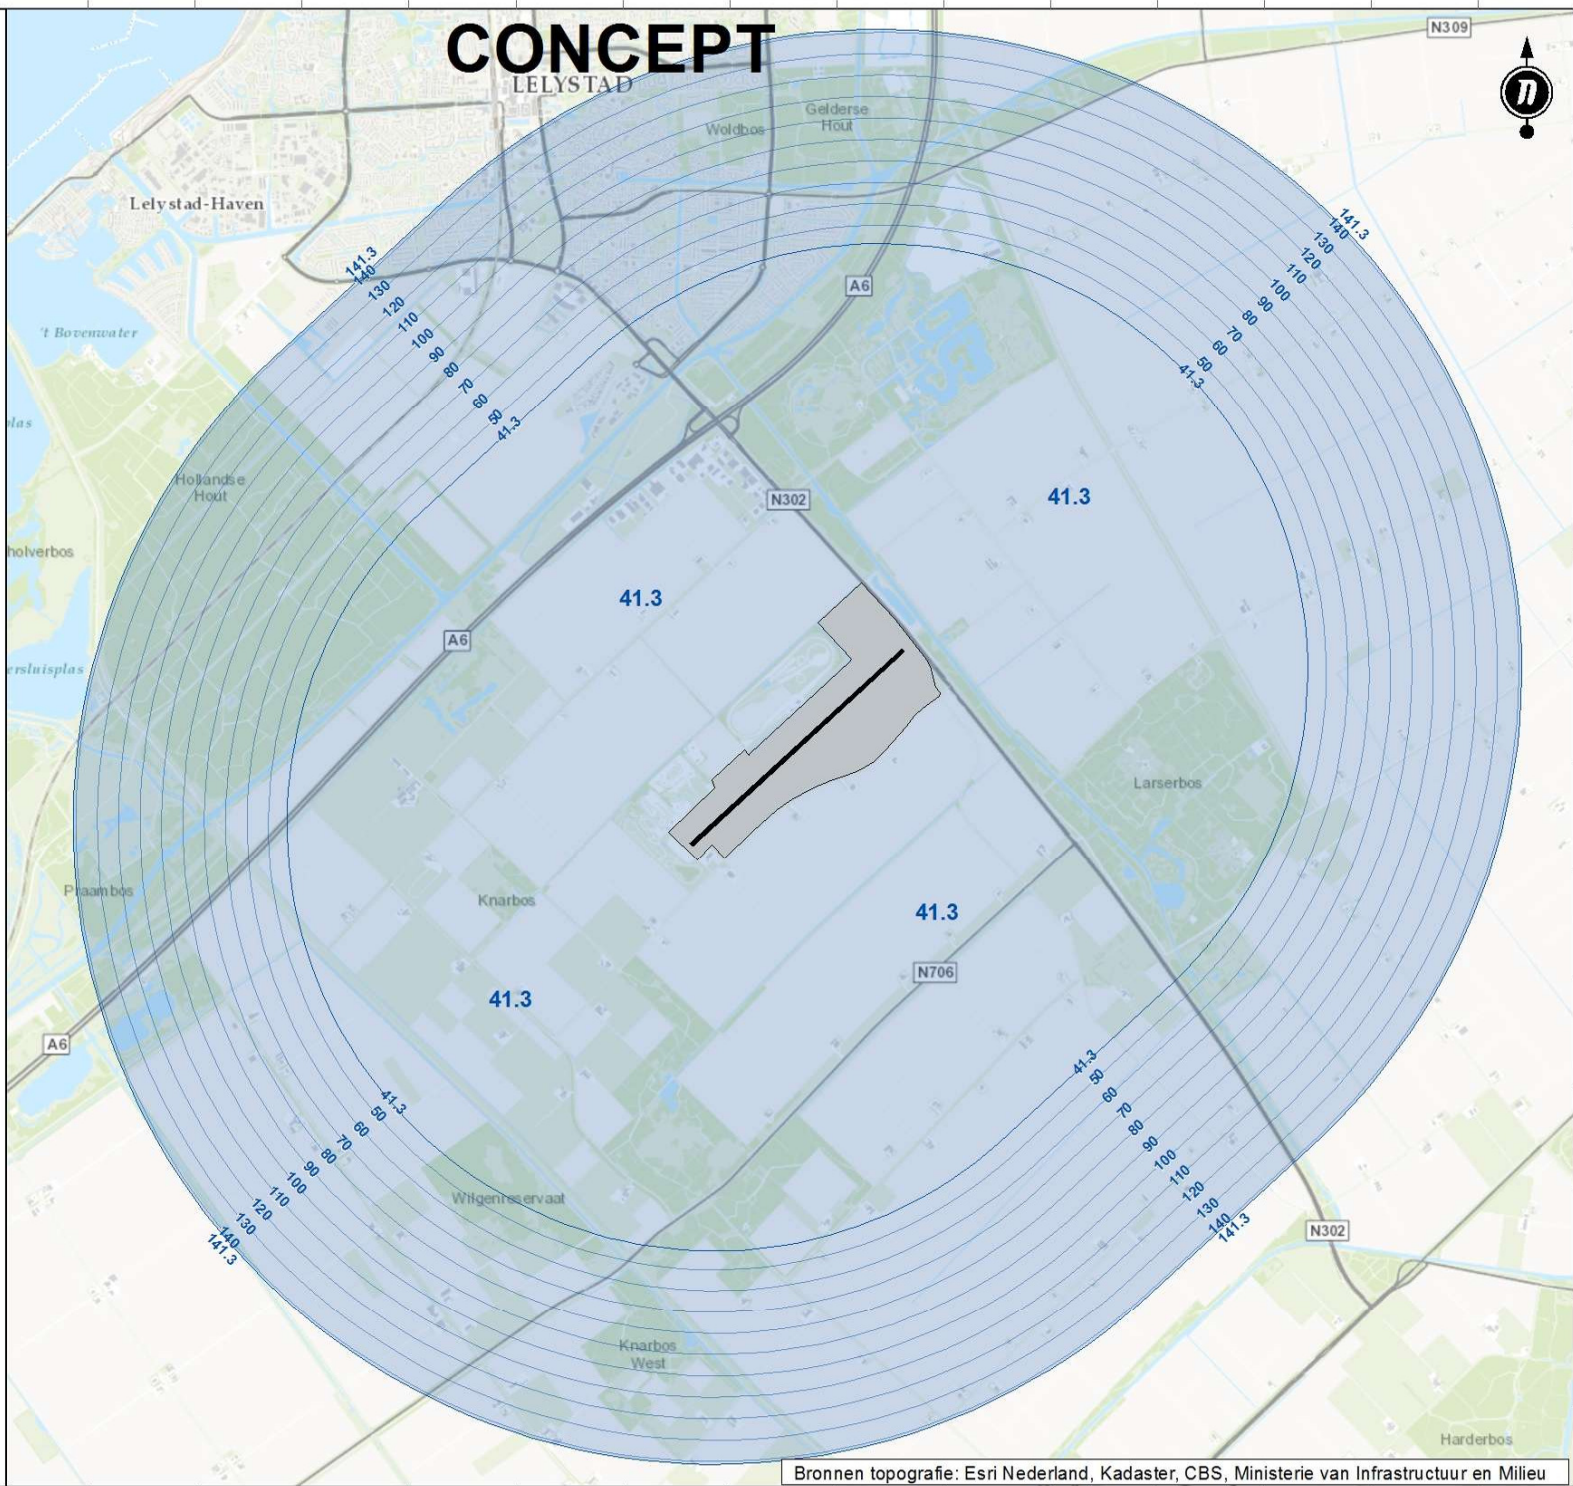 CONCEPT
LELYSTAD
N309
Woldbos
Gelderse
Hout
Lelystad-Haven
141.3
140
130
120
110
100
90
80
70
60
50
41.3
141.3
140
130
120
110
100
90
80
70
60
50
41.3
A6
't Bovenwater
plas
Hollandse
Hout
N302
41.3
holverbos
41.3
A6
ersluisplas
Larserbos
Praambos
Knarbos
41.3
N706
41.3
A6
41.3
50
60
70
80
90
100
110
120
130
140
141.3
41.3
50
60
70
80
90
100
110
120
130
140
141.3
Wilgenreservaat
N302
Knarbos
West
Harderbos
Bronnen topografie: Esri Nederland, Kadaster, CBS, Ministerie van Infrastructuur en Milieu